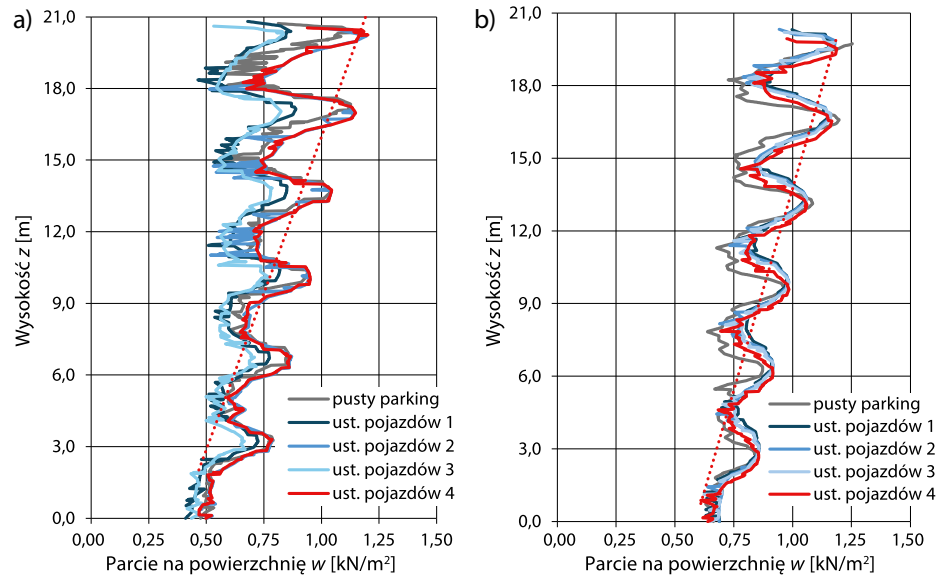 a)
21,0
18,0
15,0
12,0
9,0
6,0
3,0
0,0
Wysokość z [m]
pusty parking
ust. pojazdów 1
ust. pojazdów 2
ust. pojazdów 3
ust. pojazdów 4
0,00 0,25 0,50 0,75 1,00 1,25 1,50
Parcie na powierzchnię w [kN/m²]
b)
21,0
18,0
15,0
12,0
9,0
6,0
3,0
0,0
Wysokość z [m]
pusty parking
ust. pojazdów 1
ust. pojazdów 2
ust. pojazdów 3
ust. pojazdów 4
0,00 0,25 0,50 0,75 1,00 1,25 1,50
Parcie na powierzchnię w [kN/m²]